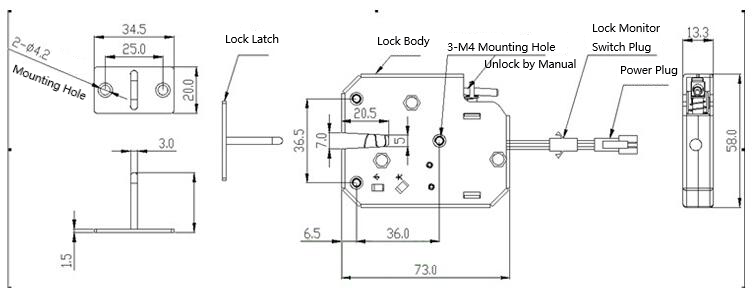 34.5
25.0
2-ø4.2
Mounting Hole
20.0
Lock Latch
3.0
1.5
Lock Body
3-M4 Mounting Hole
Unlock by Manual
Lock Monitor
Switch Plug
Power Plug
20.5
36.5
7.0
5
6.5
36.0
73.0
13.3
58.0